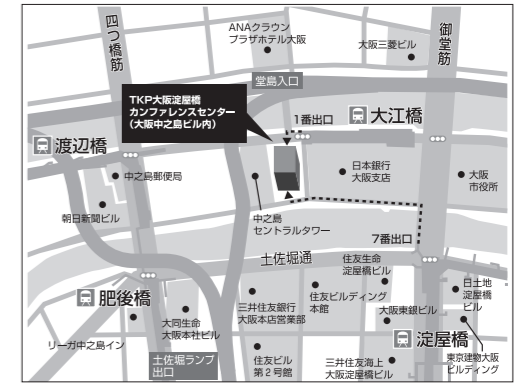 四つ橋筋
ANAクラウン
プラザホテル大阪
大阪三菱ビル
御堂筋
堂島入口
TKP大阪淀屋橋
カンファレンスセンター
(大阪中之島ビル内)
1番出口
大江橋
渡辺橋
中之島郵便局
日本銀行
大阪支店
大阪
市役所
朝日新聞ビル
中之島
セントラルタワー
7番出口
土佐堀通
住友生命
淀屋橋ビル
肥後橋
日土地
淀屋橋
ビル
三井住友銀行
大阪本店営業部
住友ビルディング
本館
大阪東銀ビル
大同生命
大阪本社ビル
淀屋橋
リーガ中之島イン
土佐堀ランプ
出口
住友ビル
第2号館
三井住友海上
大阪淀屋橋ビル
東京建物大阪
ビルディング